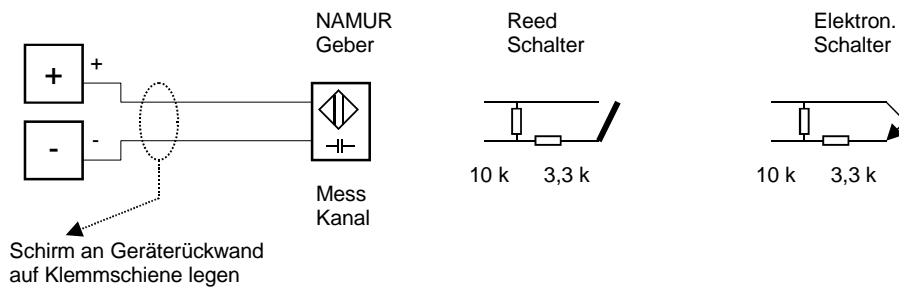 NAMUR
Geber
Reed
Schalter
Elektron.
Schalter
+ +
- -
10 k 3,3 k
10 k 3,3 k
Mess
Kanal
Schirm an Geräterückwand
auf Klemmschiene legen